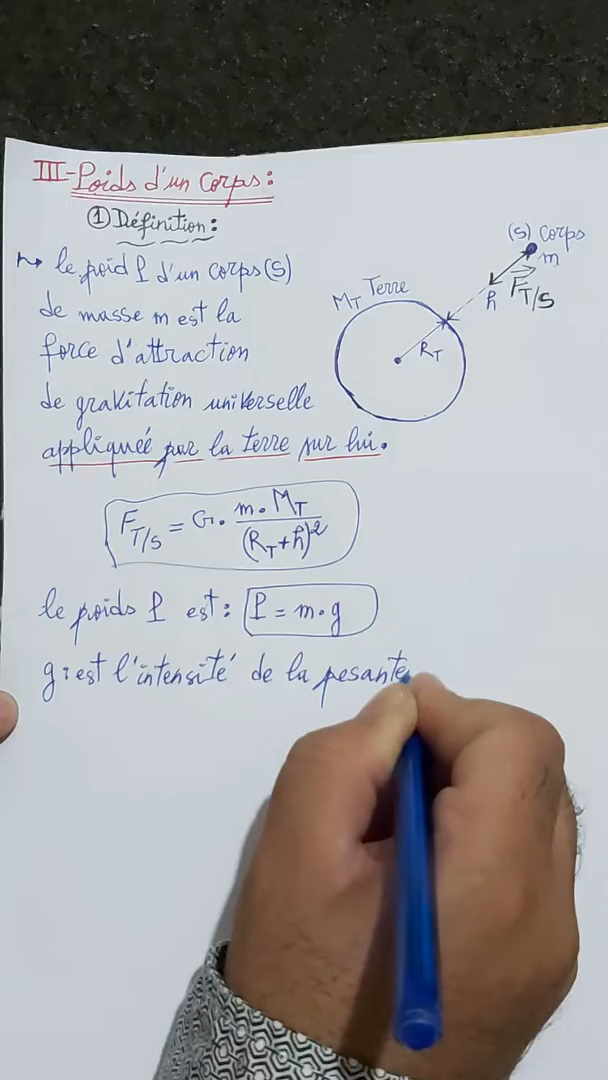 III-Poids d'un Corps:
① Définition:
le poid P d'un corps(S)
de masse m est la
force d'attraction
de gravitation universelle
appliquée par la terre sur lui.
(S) Corps
m
F⃗T/S
h
MT Terre
RT
FT/S = G . m . MT / (RT+h)²
le poids P est: P = m . g
g: est l'intensité de la pesante